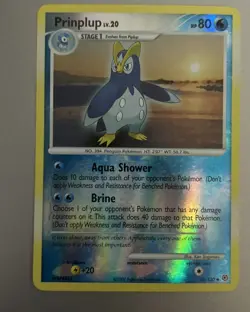 Prinplup LV.20 HP 80
STAGE 1 Evolves from Piplup
NO. 394 Penguin Pokémon HT: 2'07" WT: 50.7 lbs.
Aqua Shower
Does 10 damage to each of your opponent's Pokémon. (Don't
apply Weakness and Resistance for Benched Pokémon.)
Brine
Choose 1 of your opponent's Pokémon that has any damage
counters on it. This attack does 40 damage to that Pokémon.
(Don't apply Weakness and Resistance for Benched Pokémon.)
+20